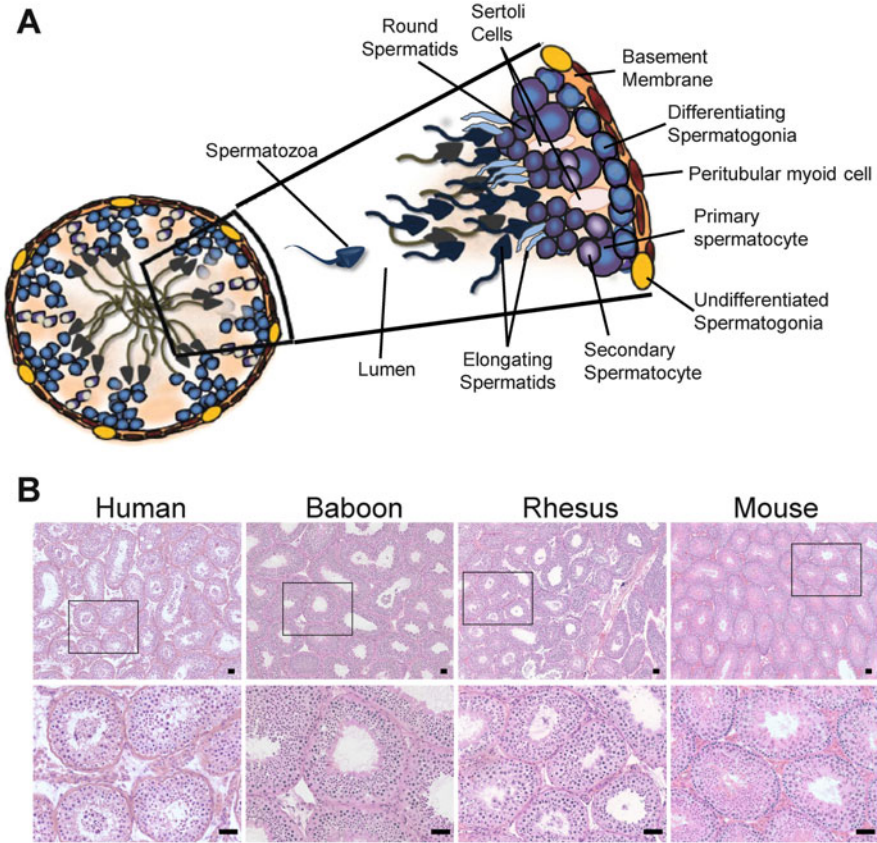 A
Round
Spermatids
Sertoli
Cells
Basement
Membrane
Differentiating
Spermatogonia
Spermatozoa
Peritubular myoid cell
Primary
spermatocyte
Undifferentiated
Spermatogonia
Lumen
Elongating
Spermatids
Secondary
Spermatocyte
B
Human
Baboon
Rhesus
Mouse